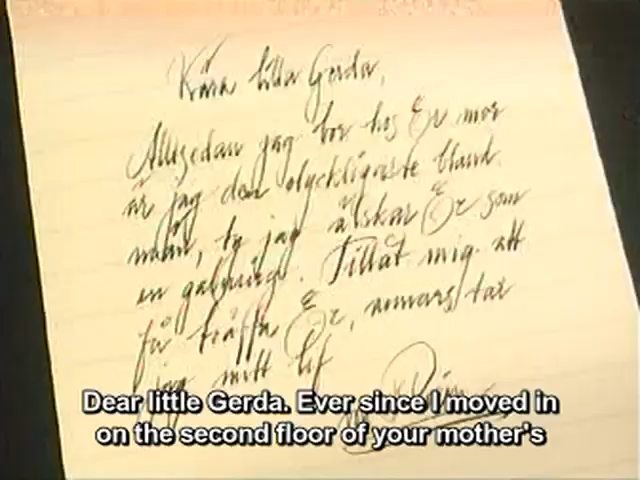 Kära lilla Gerda,
Alltsedan jag bor hos Er mor
är jag den olyckligaste bland
män, ty jag älskar Er som
en galning. Tillåt mig att
få träffa Er, annars tar
jag mitt lif
Dear little Gerda. Ever since I moved in
on the second floor of your mother's